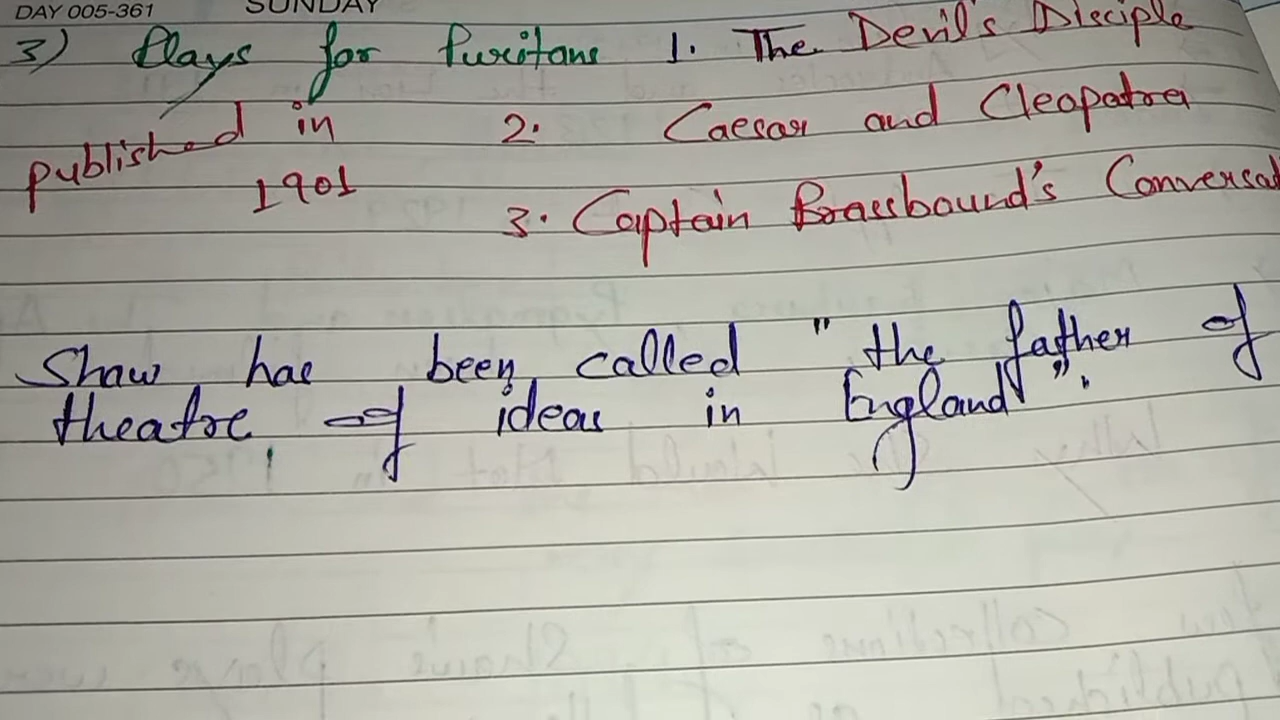 DAY 005-361 SUNDAY
3) Plays for Puritans 1. The Devil's Disciple
published in 2. Caesar and Cleopatra
1901 3. Captain Brassbound's Conversat
Shaw has been called "the father of
theatre of ideas in England".